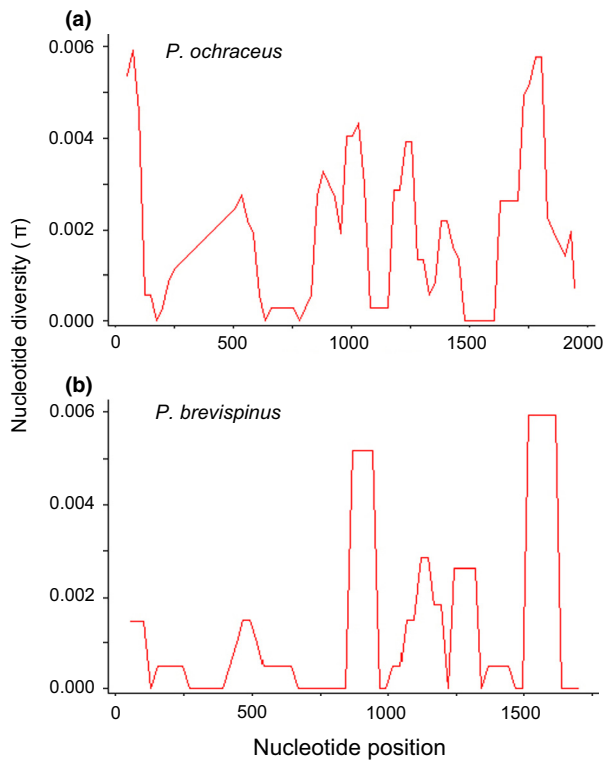 (a)
P. ochraceus
0.006
0.004
0.002
0.000
0 500 1000 1500 2000
Nucleotide diversity (π)
(b)
P. brevispinus
0.006
0.004
0.002
0.000
0 500 1000 1500
Nucleotide position